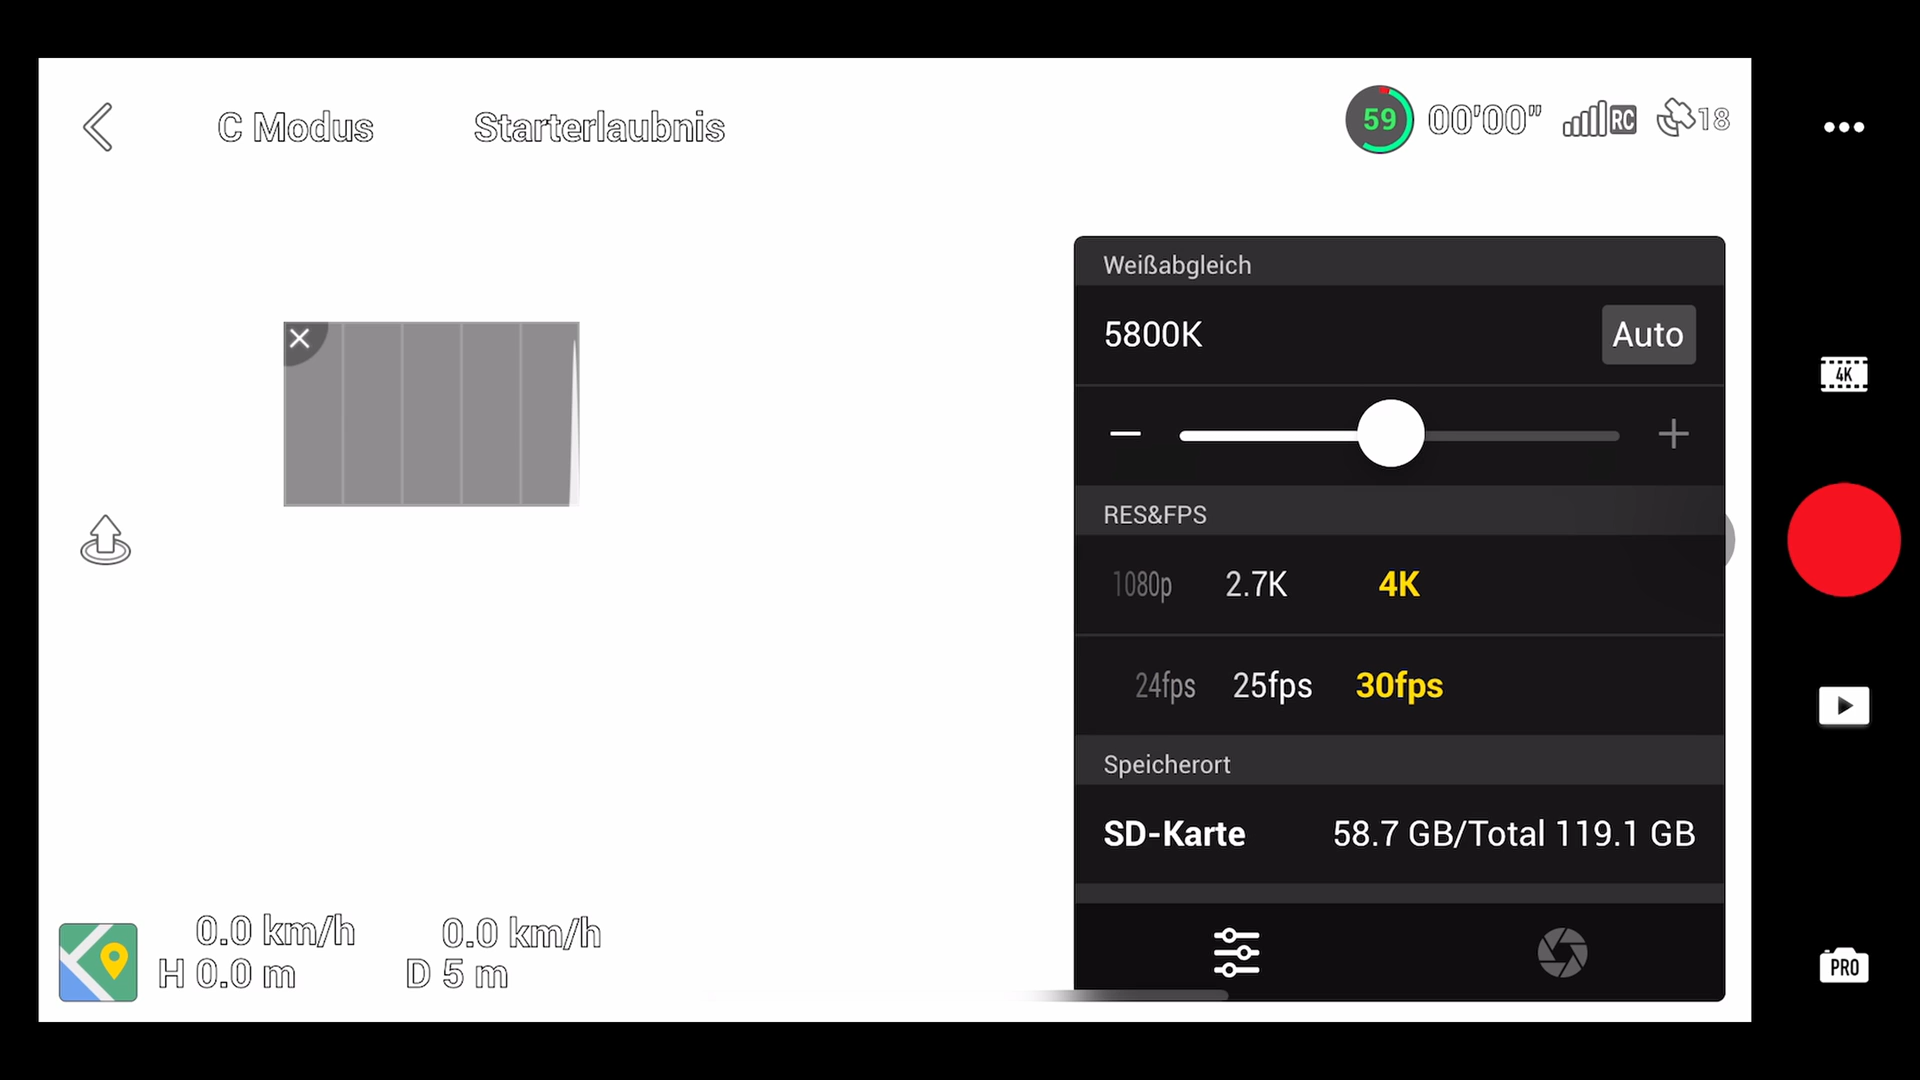 C Modus
Starterlaubnis
59
00'00"
RC
18
Weißabgleich
5800K
Auto
RES&FPS
4K
1080p 2.7K 4K
24fps 25fps 30fps
Speicherort
SD-Karte 58.7 GB/Total 119.1 GB
0.0 km/h 0.0 km/h
H 0.0 m D 5 m
PRO